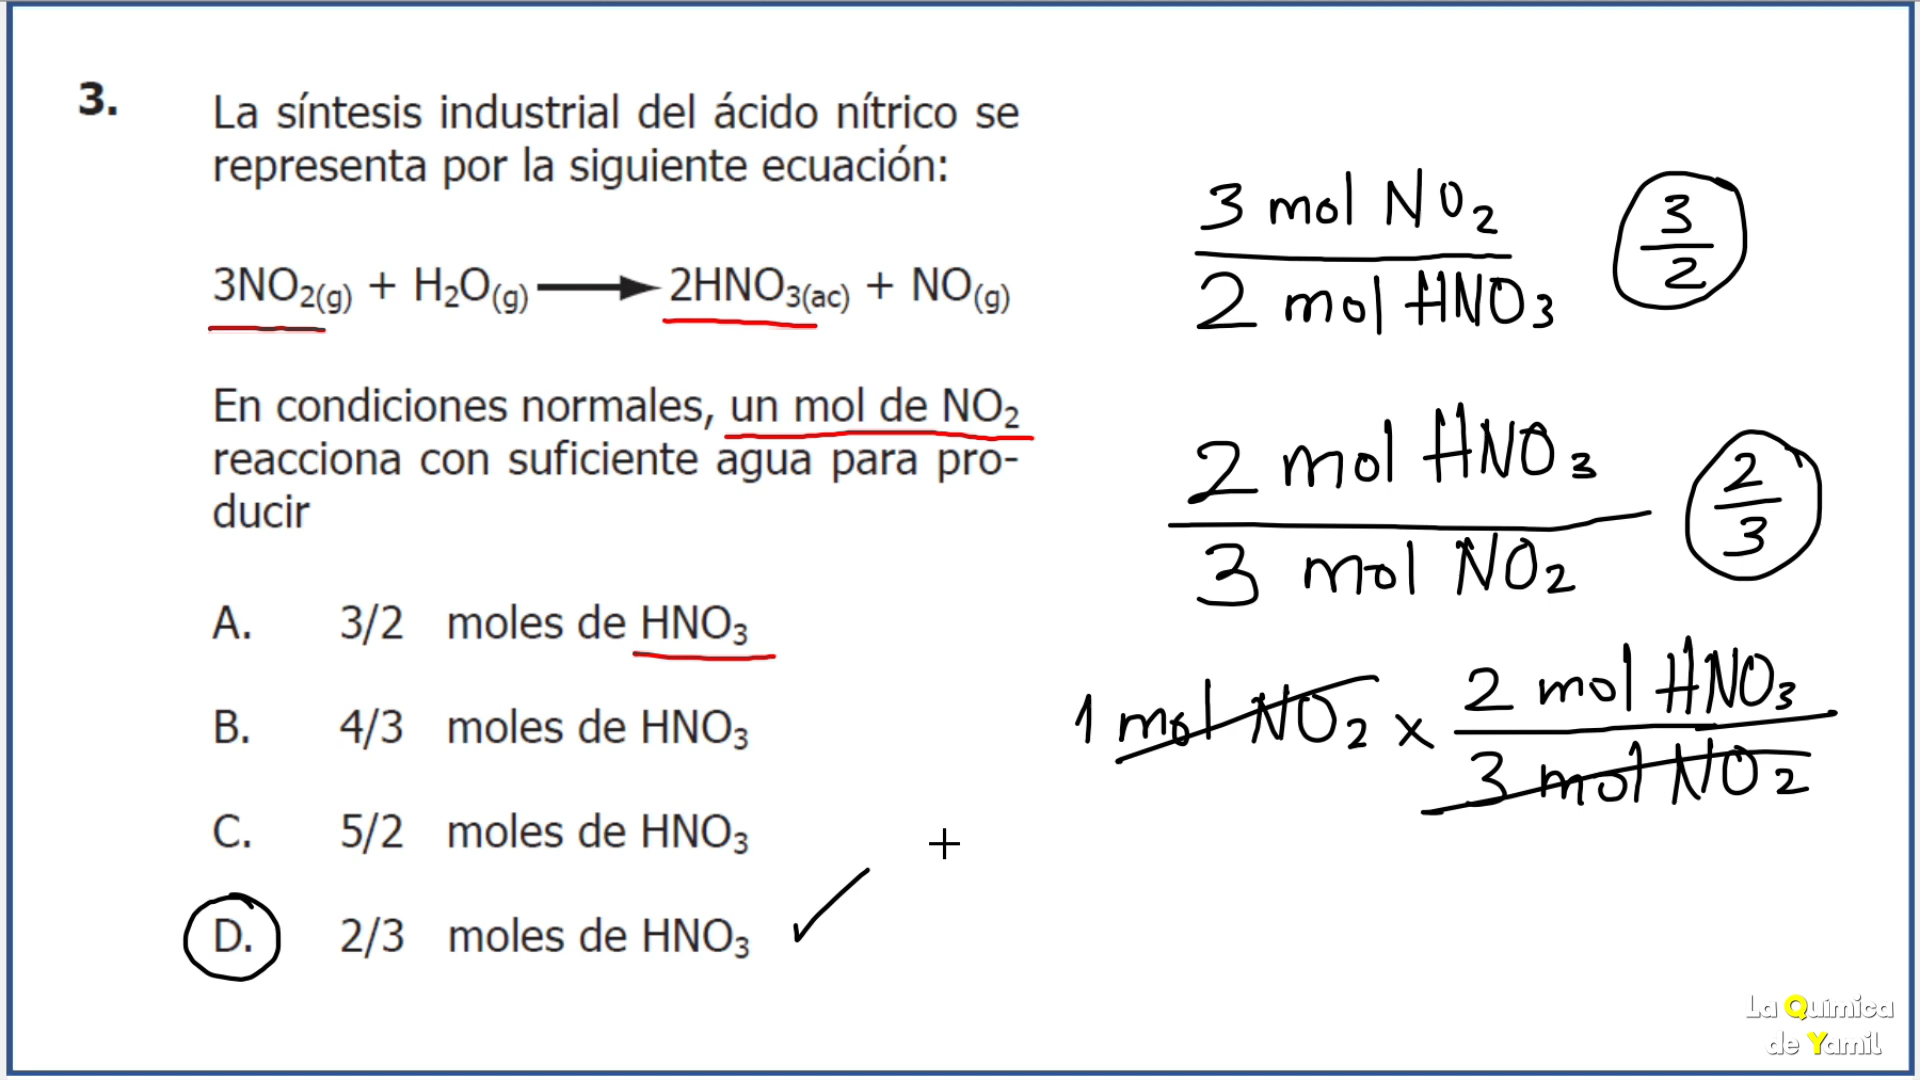 3.
La síntesis industrial del ácido nítrico se
representa por la siguiente ecuación:
3NO₂(g) + H₂O(g) ⟶ 2HNO₃(ac) + NO(g)
En condiciones normales, un mol de NO₂
reacciona con suficiente agua para pro-
ducir
A. 3/2 moles de HNO₃
B. 4/3 moles de HNO₃
C. 5/2 moles de HNO₃
D. 2/3 moles de HNO₃
3 mol NO₂
2 mol HNO₃
3
2
2 mol HNO₃
3 mol NO₂
2
3
1 mol NO₂ x
2 mol HNO₃
3 mol NO₂
La Química
de Yamil